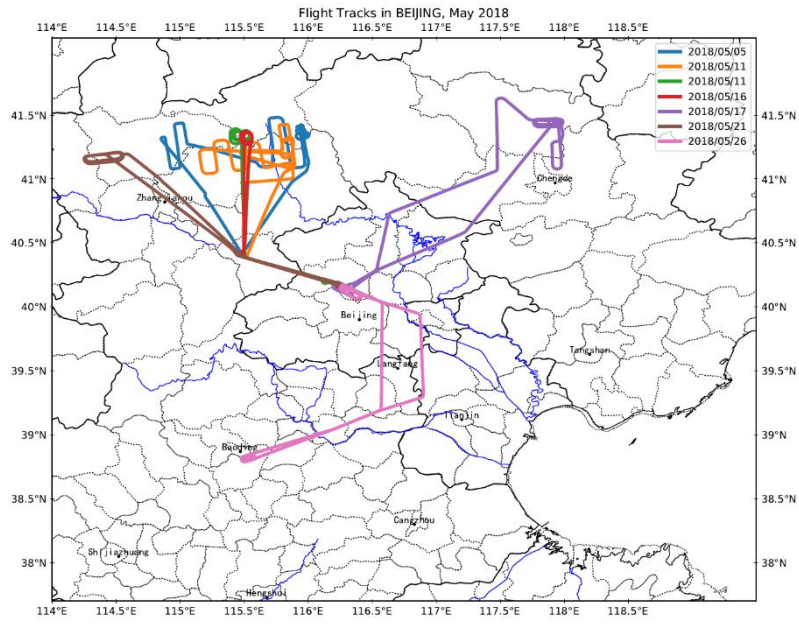 Flight Tracks in BEIJING, May 2018
114°E 114.5°E 115°E 115.5°E 116°E 116.5°E 117°E 117.5°E 118°E 118.5°E
2018/05/05
2018/05/11
2018/05/11
2018/05/16
2018/05/17
2018/05/21
2018/05/26
41.5°N 41.5°N
Chengde
41°N 41°N
Zhangjiakou
40.5°N 40.5°N
40°N 40°N
Beijing
Tangshan
39.5°N Langfang 39.5°N
Tianjin
39°N 39°N
Baoding
38.5°N 38.5°N
Cangzhou
Shijiazhuang
38°N 38°N
Hengshui
114°E 114.5°E 115°E 115.5°E 116°E 116.5°E 117°E 117.5°E 118°E 118.5°E